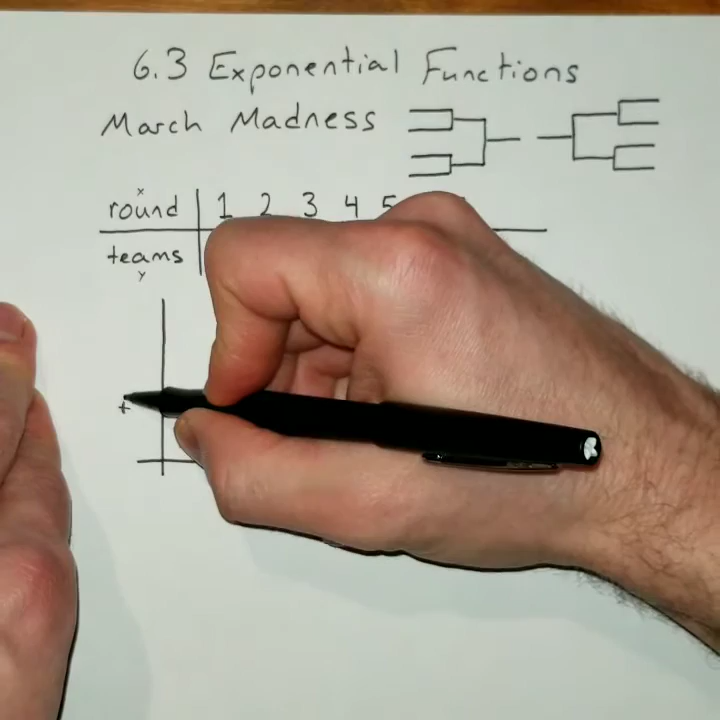 6.3 Exponential Functions
March Madness
x
round 1 2 3 4 5
teams
y
t